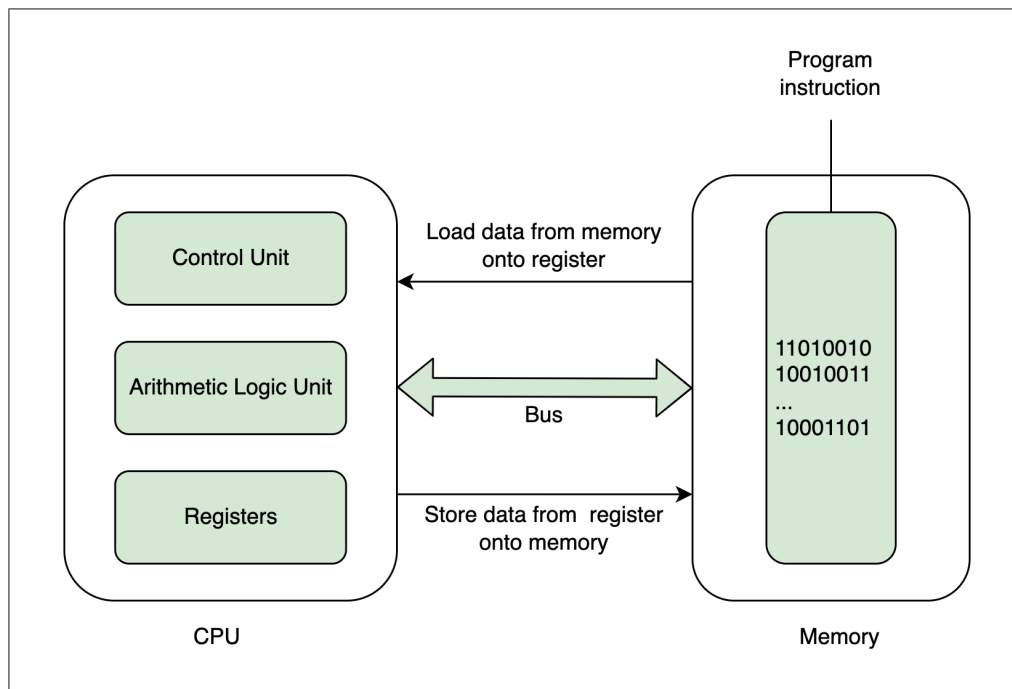 Program
instruction
Control Unit
Load data from memory
onto register
Arithmetic Logic Unit
Bus
11010010
10010011
...
10001101
Registers
Store data from register
onto memory
CPU
Memory